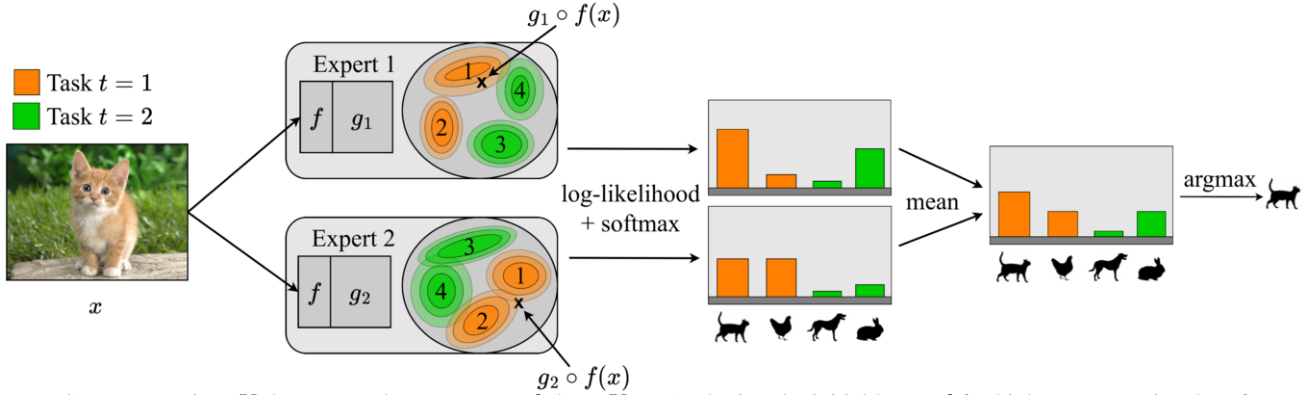 g₁ ∘ f(x)
Task t = 1
Task t = 2
x
Expert 1
f g₁
1
x
4
2
3
Expert 2
f g₂
3
1
4
x
2
g₂ ∘ f(x)
log-likelihood
+ softmax
mean
argmax